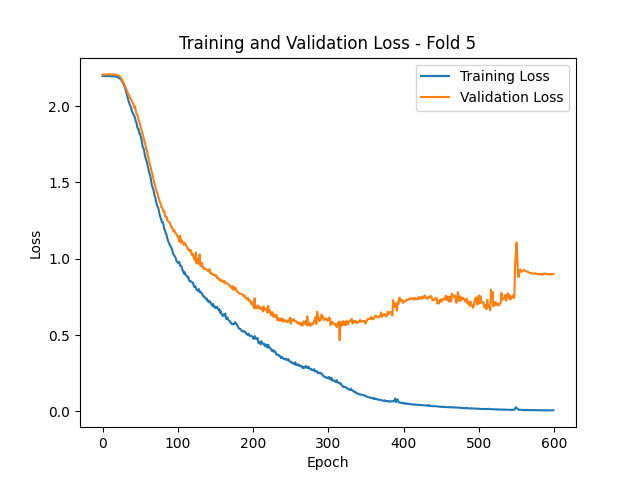 Training and Validation Loss - Fold 5
Training Loss
Validation Loss
2.0
1.5
1.0
0.5
0.0
Loss
0 100 200 300 400 500 600
Epoch